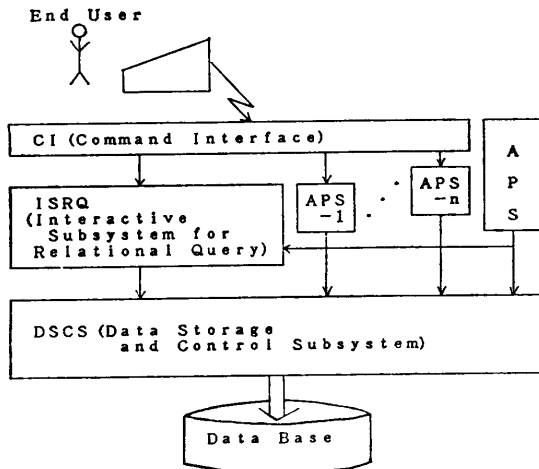 End User
CI (Command Interface)
ISRQ
(Interactive
Subsystem for
Relational Query)
APS
-1
APS
-n
A
P
S
DSCS (Data Storage
and Control Subsystem)
Data Base